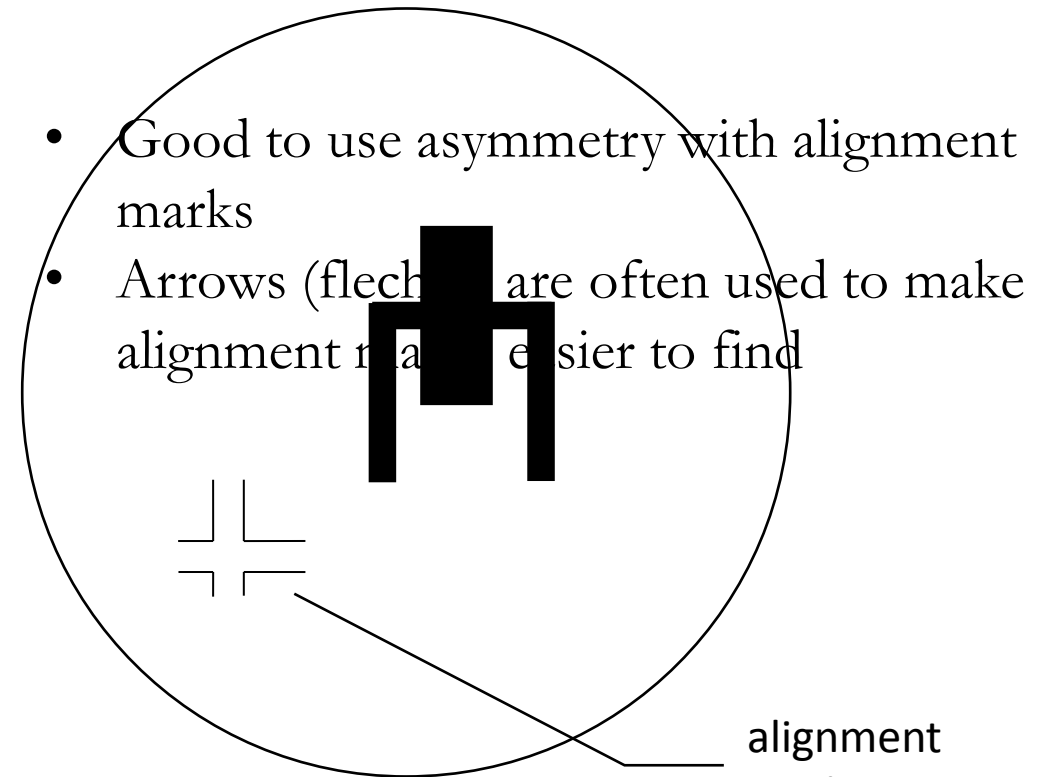 • Good to use asymmetry with alignment
marks
• Arrows (flech are often used to make
alignment easier to find
alignment